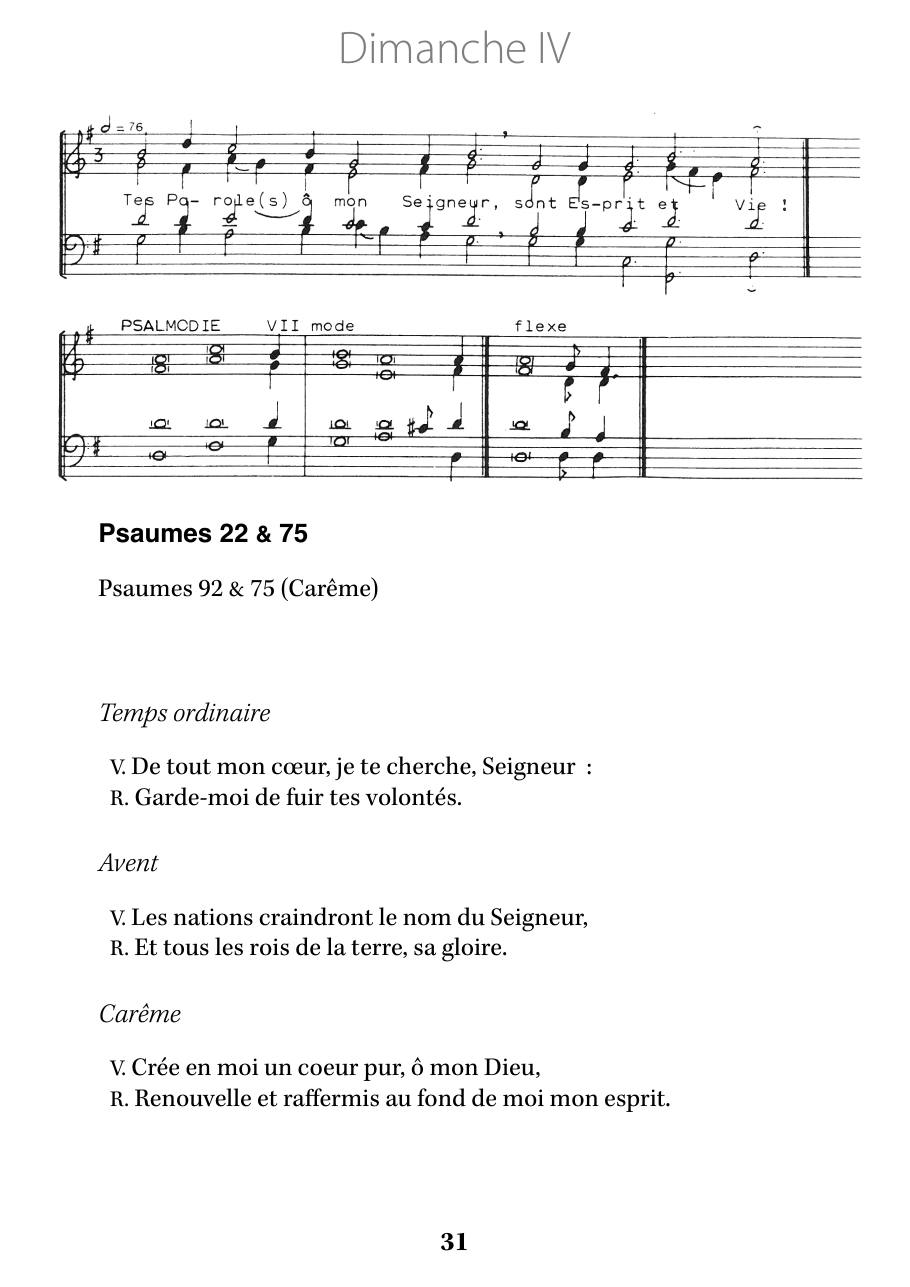 Dimanche IV
𝅗𝅥 = 76
3
Tes Pa- role(s) ô mon Seigneur, sont Es-prit et Vie !
PSALMODIE VII mode flexe
Psaumes 22 & 75
Psaumes 92 & 75 (Carême)
Temps ordinaire
V. De tout mon cœur, je te cherche, Seigneur :
R. Garde-moi de fuir tes volontés.
Avent
V. Les nations craindront le nom du Seigneur,
R. Et tous les rois de la terre, sa gloire.
Carême
V. Crée en moi un coeur pur, ô mon Dieu,
R. Renouvelle et raffermis au fond de moi mon esprit.
31